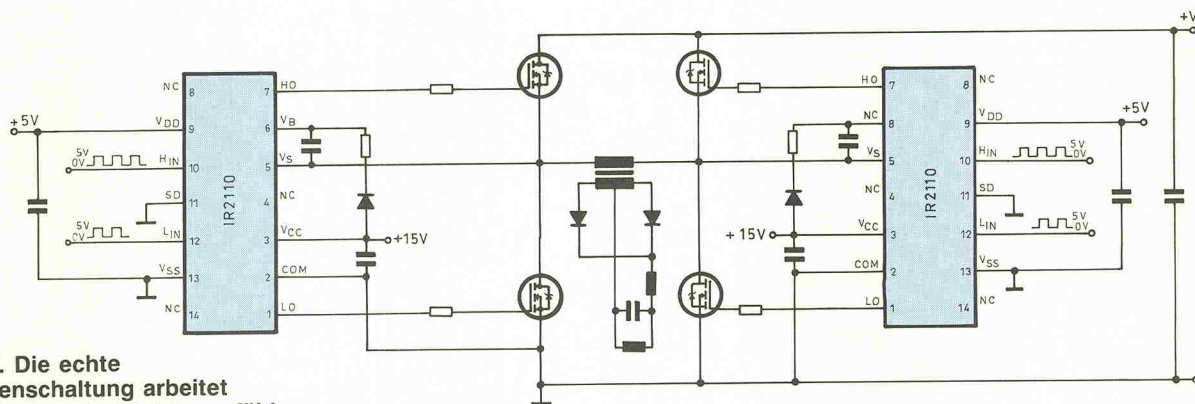 +V
NC 8
7 HO
+5V
VDD 9
6 VB
5V
0V
HIN 10
5 VS
SD 11
NC 4
IR2110
5V
0V
LIN 12
VCC 3
+15V
COM 2
VSS 13
NC 14
LO 1
HO 7
8 NC
NC 8
9 VDD
+5V
VS 5
10 HIN
5V
0V
NC 4
11 SD
IR2110
+ 15V
VCC 3
12 LIN
5V
0V
COM 2
13 VSS
LO 1
14 NC
. Die echte
enschaltung arbeitet